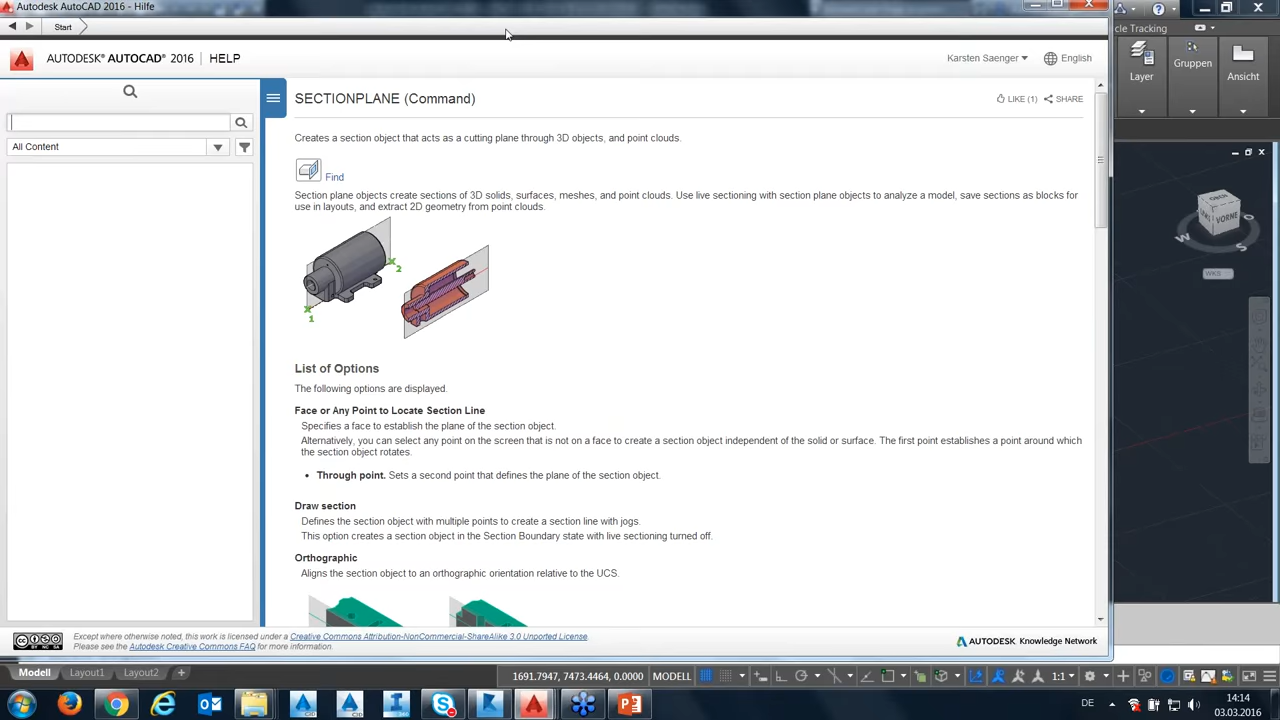 Autodesk AutoCAD 2016 - Hilfe
Start
AUTODESK® AUTOCAD® 2016 | HELP
Karsten Saenger
English
cle Tracking
Layer
Gruppen
Ansicht
All Content
SECTIONPLANE (Command)
LIKE (1)
SHARE
Creates a section object that acts as a cutting plane through 3D objects, and point clouds.
Find
Section plane objects create sections of 3D solids, surfaces, meshes, and point clouds. Use live sectioning with section plane objects to analyze a model, save sections as blocks for
use in layouts, and extract 2D geometry from point clouds.
2
1
List of Options
The following options are displayed.
Face or Any Point to Locate Section Line
Specifies a face to establish the plane of the section object.
Alternatively, you can select any point on the screen that is not on a face to create a section object independent of the solid or surface. The first point establishes a point around which
the section object rotates.
• Through point. Sets a second point that defines the plane of the section object.
Draw section
Defines the section object with multiple points to create a section line with jogs.
This option creates a section object in the Section Boundary state with live sectioning turned off.
Orthographic
Aligns the section object to an orthographic orientation relative to the UCS.
VORNE
W
S
WKS
Except where otherwise noted, this work is licensed under a Creative Commons Attribution-NonCommercial-ShareAlike 3.0 Unported License.
Please see the Autodesk Creative Commons FAQ for more information.
AUTODESK Knowledge Network
Modell
Layout1
Layout2
+
1691.7947, 7473.4464, 0.0000
MODELL
1:1
DE
14:14
03.03.2016